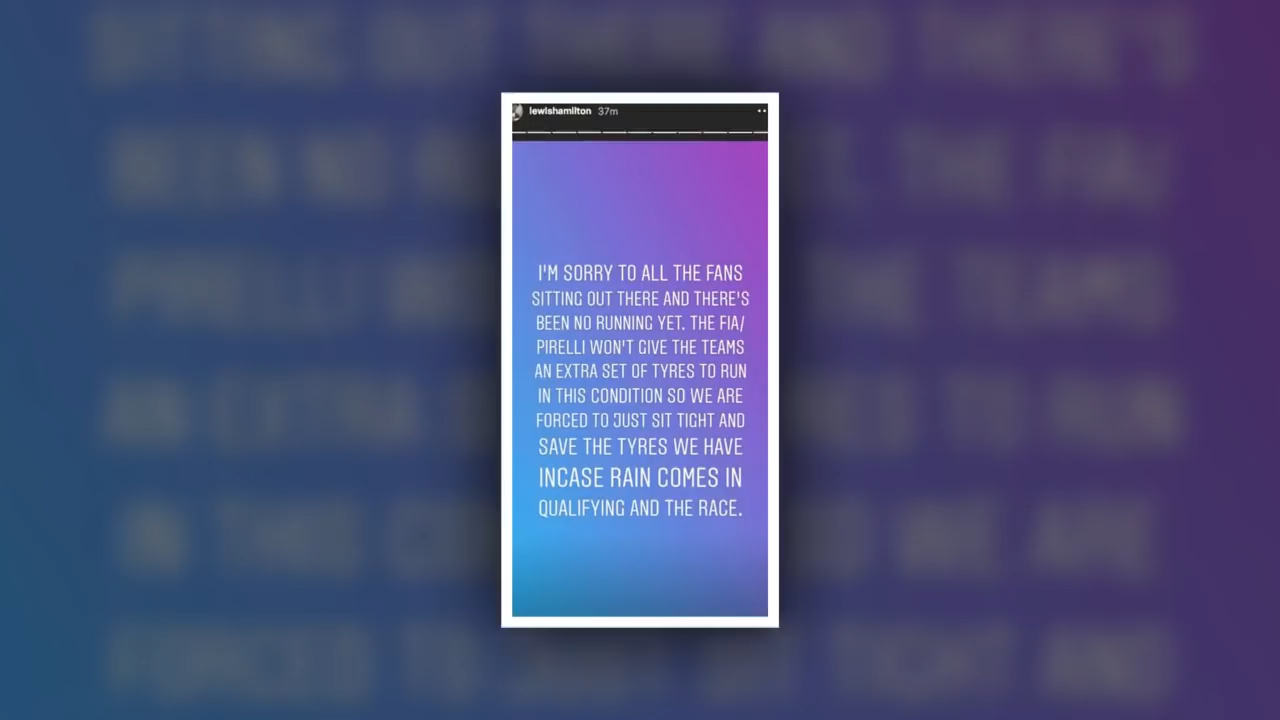 lewishamilton 37m
I'M SORRY TO ALL THE FANS
SITTING OUT THERE AND THERE'S
BEEN NO RUNNING YET. THE FIA/
PIRELLI WON'T GIVE THE TEAMS
AN EXTRA SET OF TYRES TO RUN
IN THIS CONDITION SO WE ARE
FORCED TO JUST SIT TIGHT AND
SAVE THE TYRES WE HAVE
INCASE RAIN COMES IN
QUALIFYING AND THE RACE.